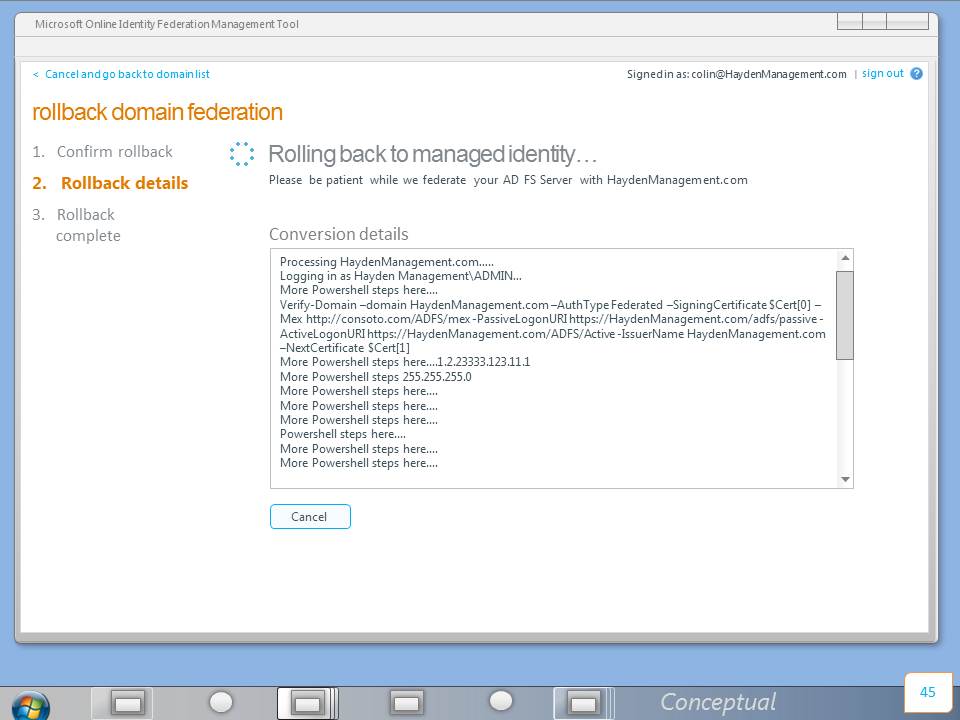 Microsoft Online Identity Federation Management Tool
< Cancel and go back to domain list
Signed in as: colin@HaydenManagement.com | sign out ?
rollback domain federation
1. Confirm rollback
2. Rollback details
3. Rollback
complete
Rolling back to managed identity…
Please be patient while we federate your AD FS Server with HaydenManagement.com
Conversion details
Processing HaydenManagement.com.....
Logging in as Hayden Management\ADMIN...
More Powershell steps here....
Verify-Domain –domain HaydenManagement.com –AuthType Federated –SigningCertificate $Cert[0] –
Mex http://consoto.com/ADFS/mex -PassiveLogonURI https://HaydenManagement.com/adfs/passive -
ActiveLogonURI https://HaydenManagement.com/ADFS/Active -IssuerName HaydenManagement.com
–NextCertificate $Cert[1]
More Powershell steps here....1.2.23333.123.11.1
More Powershell steps 255.255.255.0
More Powershell steps here....
More Powershell steps here....
More Powershell steps here....
Powershell steps here....
More Powershell steps here....
More Powershell steps here....
Cancel
Conceptual
45